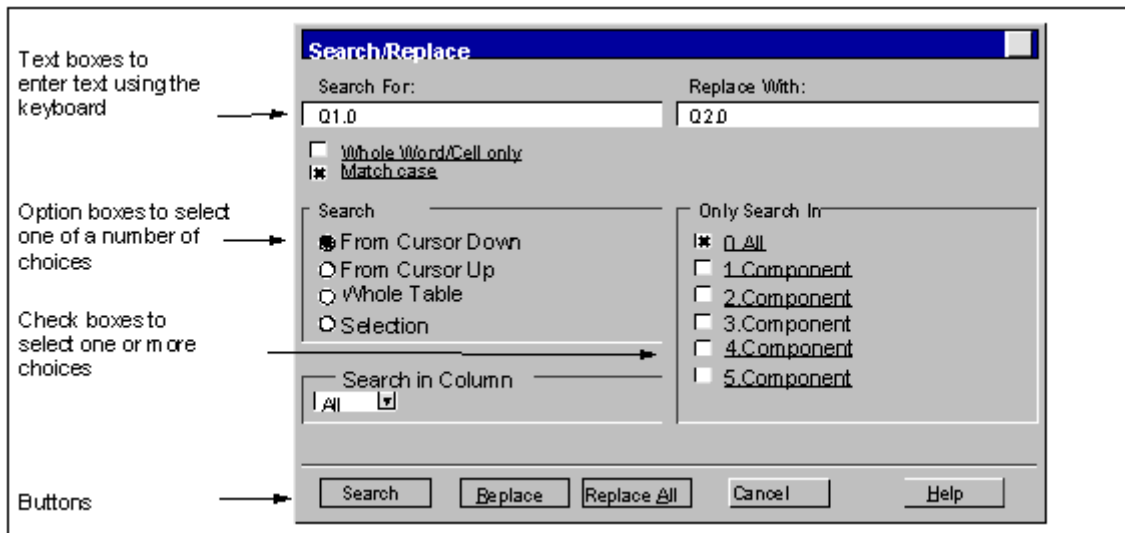 Search/Replace
Text boxes to
enter text using the
keyboard
Search For:
Replace With:
Q1.0
Q2.0
Whole Word/Cell only
Match case
Option boxes to select
one of a number of
choices
Search
From Cursor Down
From Cursor Up
Whole Table
Selection
Only Search In
0.All
1.Component
2.Component
3.Component
4.Component
5.Component
Check boxes to
select one or more
choices
Search in Column
All
Buttons
Search
Replace
Replace All
Cancel
Help